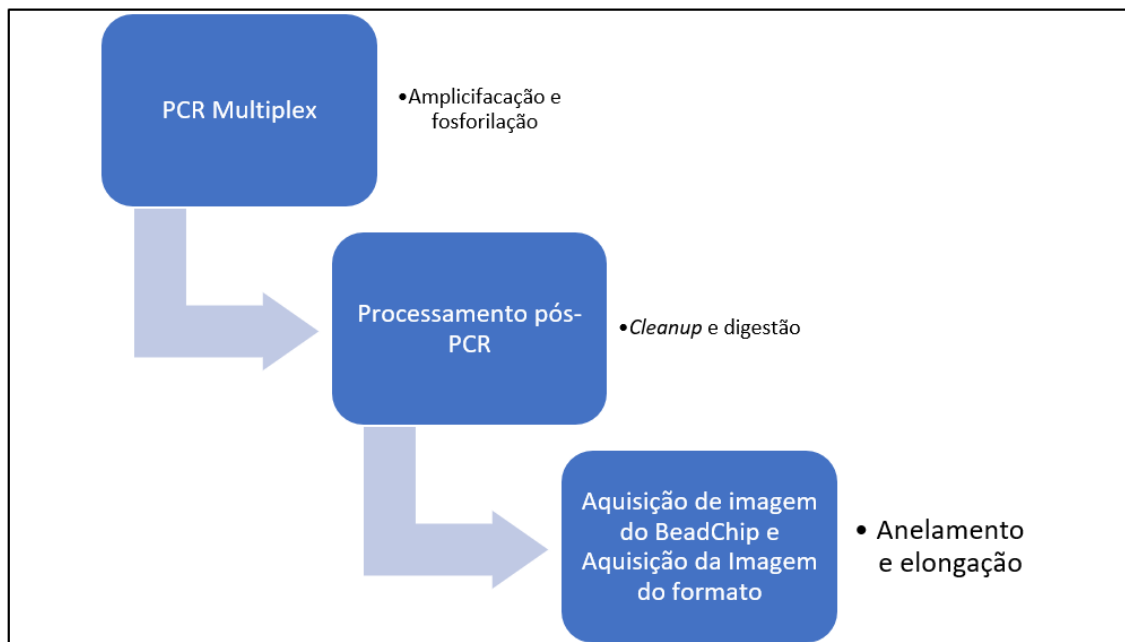 PCR Multiplex
•Amplicifacação e
fosforilação
Processamento pós-
PCR
•Cleanup e digestão
Aquisição de imagem
do BeadChip e
Aquisição da Imagem
do formato
• Anelamento
e elongação